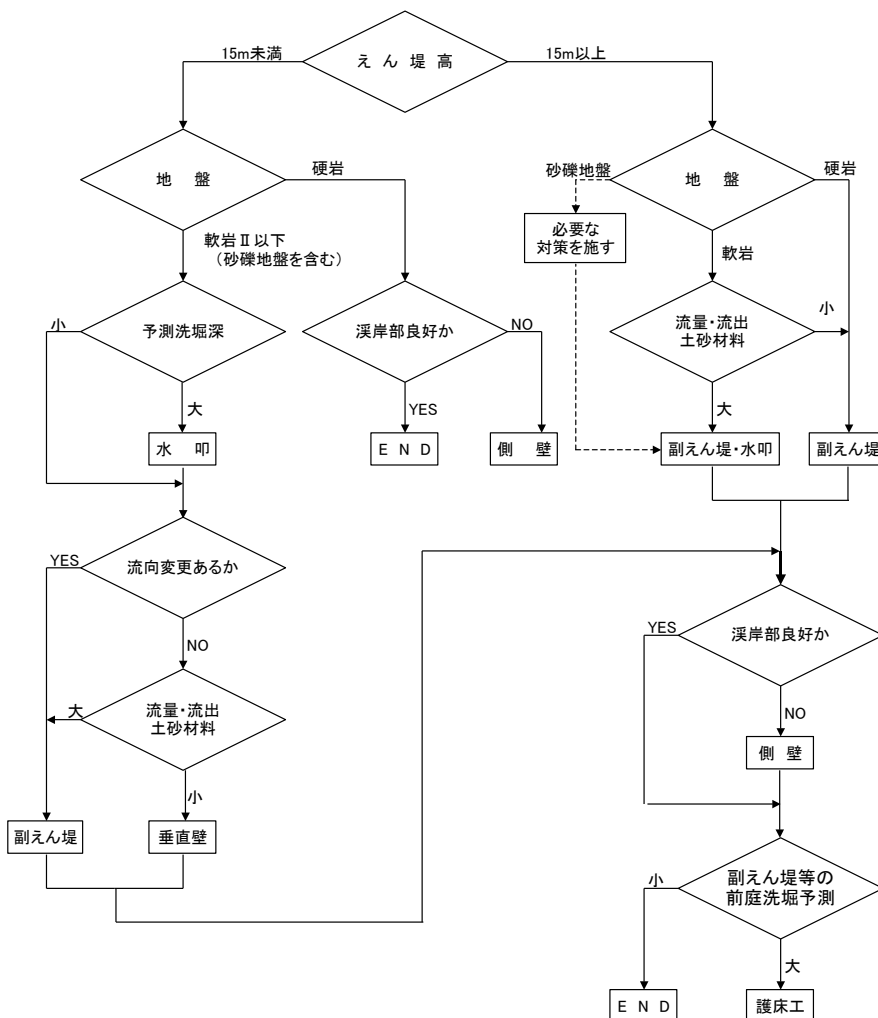 15m未満
え ん 堤 高
15m以上
地 盤
硬岩
砂礫地盤
地 盤
硬岩
必要な
対策を施す
軟岩Ⅱ以下
(砂礫地盤を含む)
軟岩
小
予測洗堀深
渓岸部良好か
NO
流量・流出
土砂材料
小
大
YES
大
水 叩
E N D
側 壁
副えん堤・水叩
副えん堤
YES
流向変更あるか
NO
YES
渓岸部良好か
大
流量・流出
土砂材料
NO
側 壁
小
副えん堤
垂直壁
小
副えん堤等の
前庭洗堀予測
大
E N D
護床工